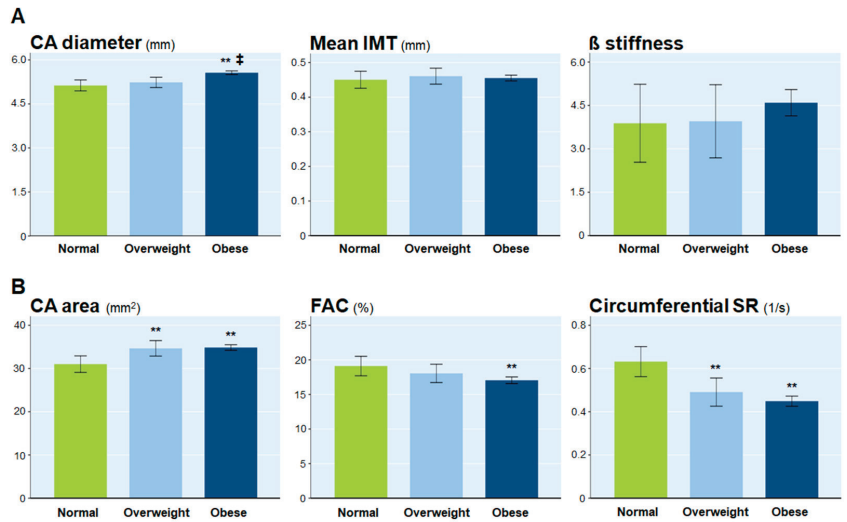 A
CA diameter (mm)
6.0
4.5
3.0
1.5
0
** ‡
Normal Overweight Obese
Mean IMT (mm)
0.5
0.4
0.3
0.2
0.1
0
Normal Overweight Obese
ß stiffness
6.0
4.5
3.0
1.5
0
Normal Overweight Obese
B
CA area (mm²)
40
30
20
10
0
** **
Normal Overweight Obese
FAC (%)
25
20
15
10
5
0
**
Normal Overweight Obese
Circumferential SR (1/s)
0.8
0.6
0.4
0.2
0
**
**
Normal Overweight Obese